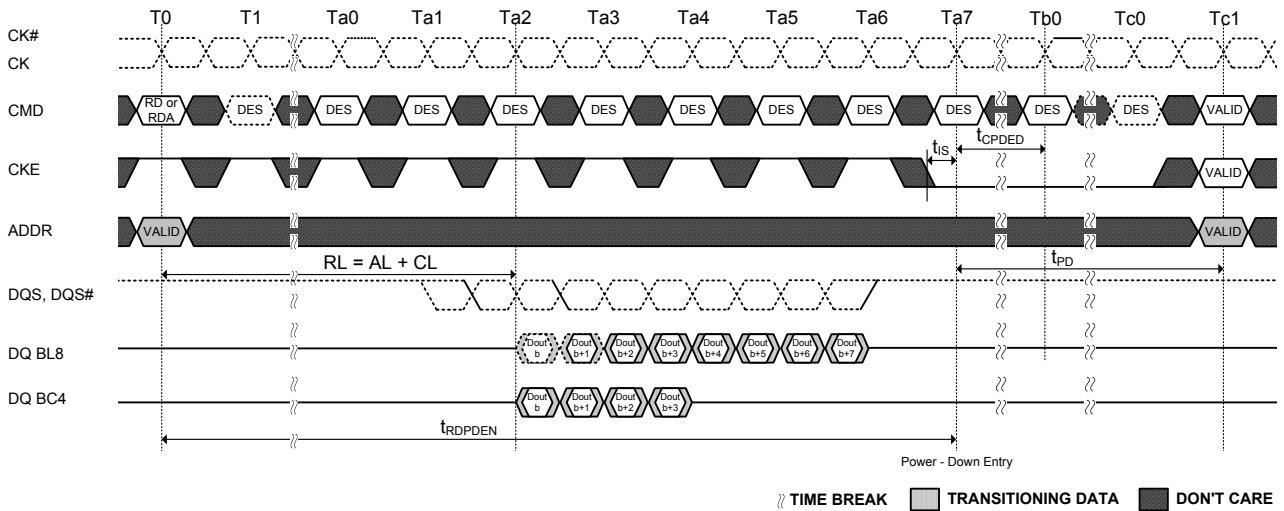 T0 T1 Ta0 Ta1 Ta2 Ta3 Ta4 Ta5 Ta6 Ta7 Tb0 Tc0 Tc1
CK#
CK
CMD
RD or
RDA
DES DES DES DES DES DES DES DES DES DES DES VALID
tIS
tCPDED
CKE
VALID
ADDR
VALID
VALID
RL = AL + CL
tPD
DQS, DQS#
DQ BL8
Dout
b
Dout
b+1
Dout
b+2
Dout
b+3
Dout
b+4
Dout
b+5
Dout
b+6
Dout
b+7
DQ BC4
Dout
b
Dout
b+1
Dout
b+2
Dout
b+3
tRDPDEN
Power - Down Entry
TIME BREAK TRANSITIONING DATA DON'T CARE